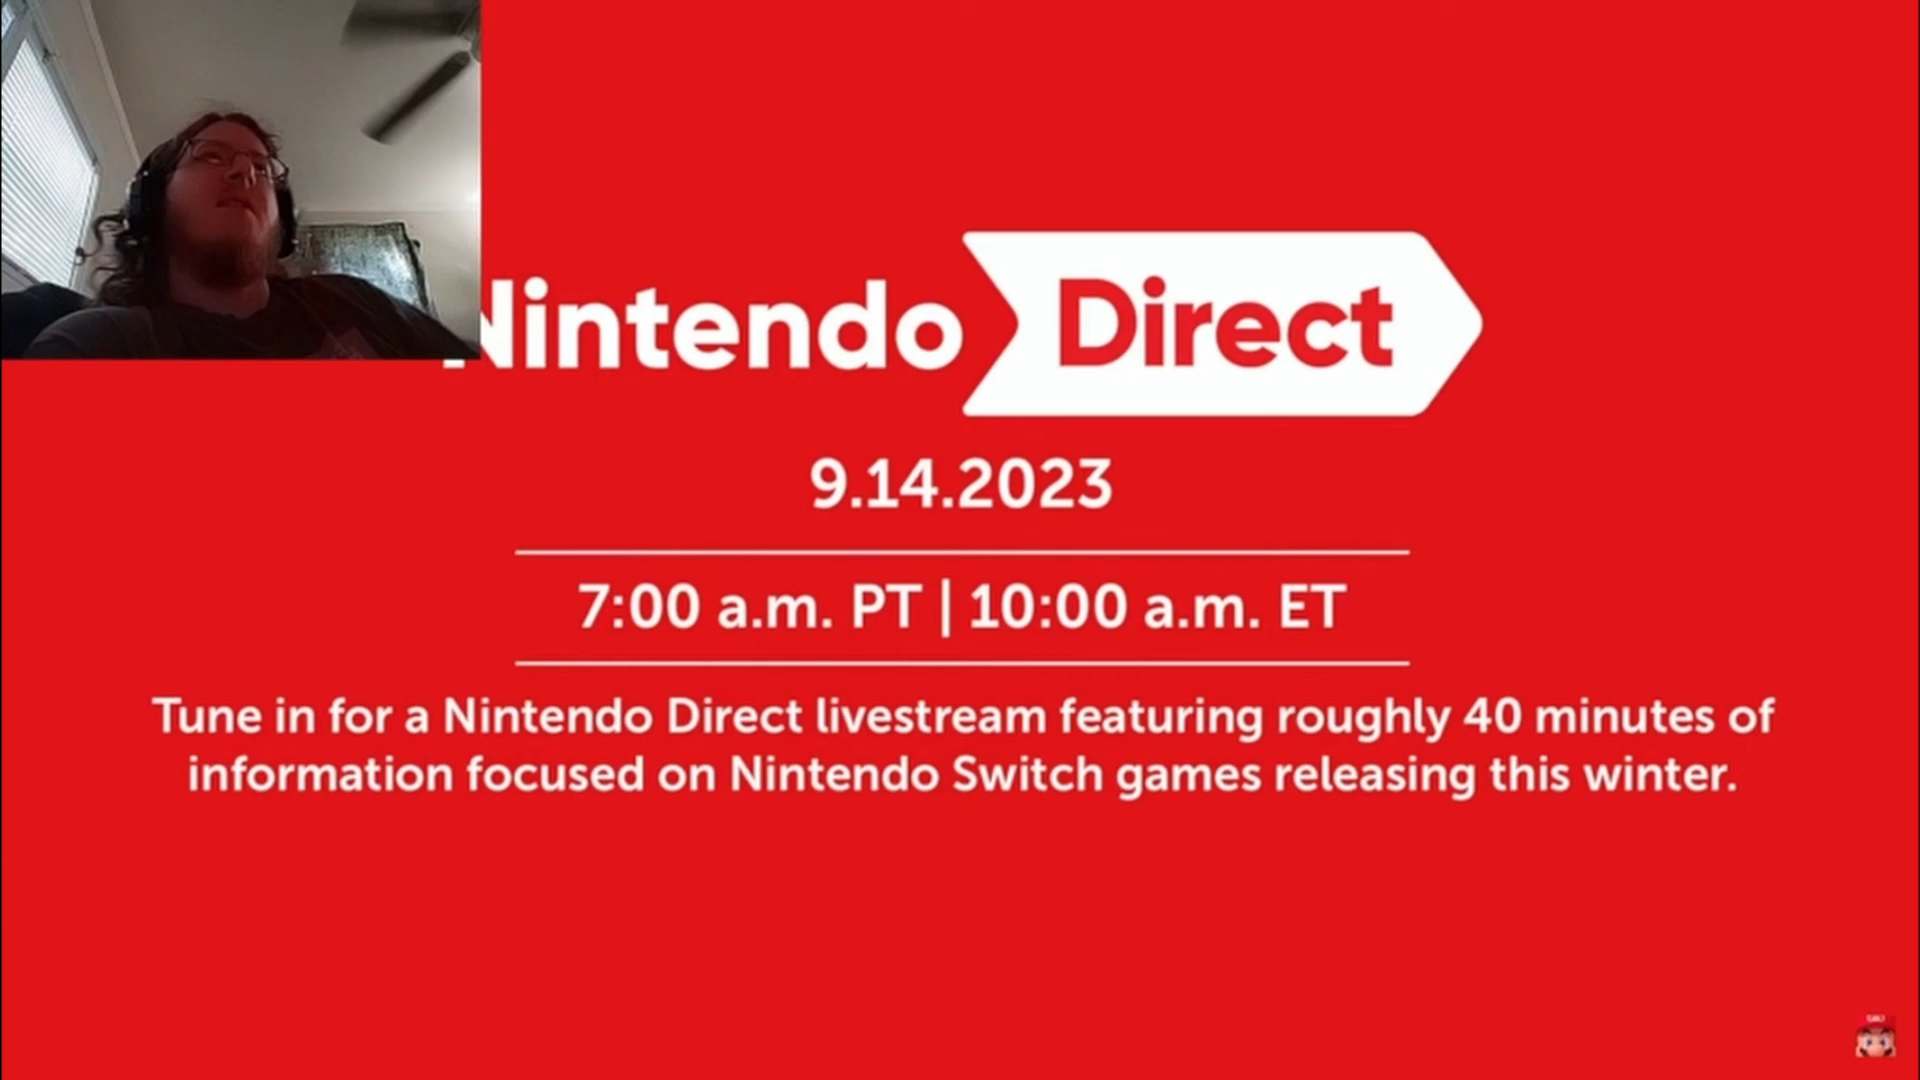 Nintendo Direct
9.14.2023
7:00 a.m. PT | 10:00 a.m. ET
Tune in for a Nintendo Direct livestream featuring roughly 40 minutes of
information focused on Nintendo Switch games releasing this winter.